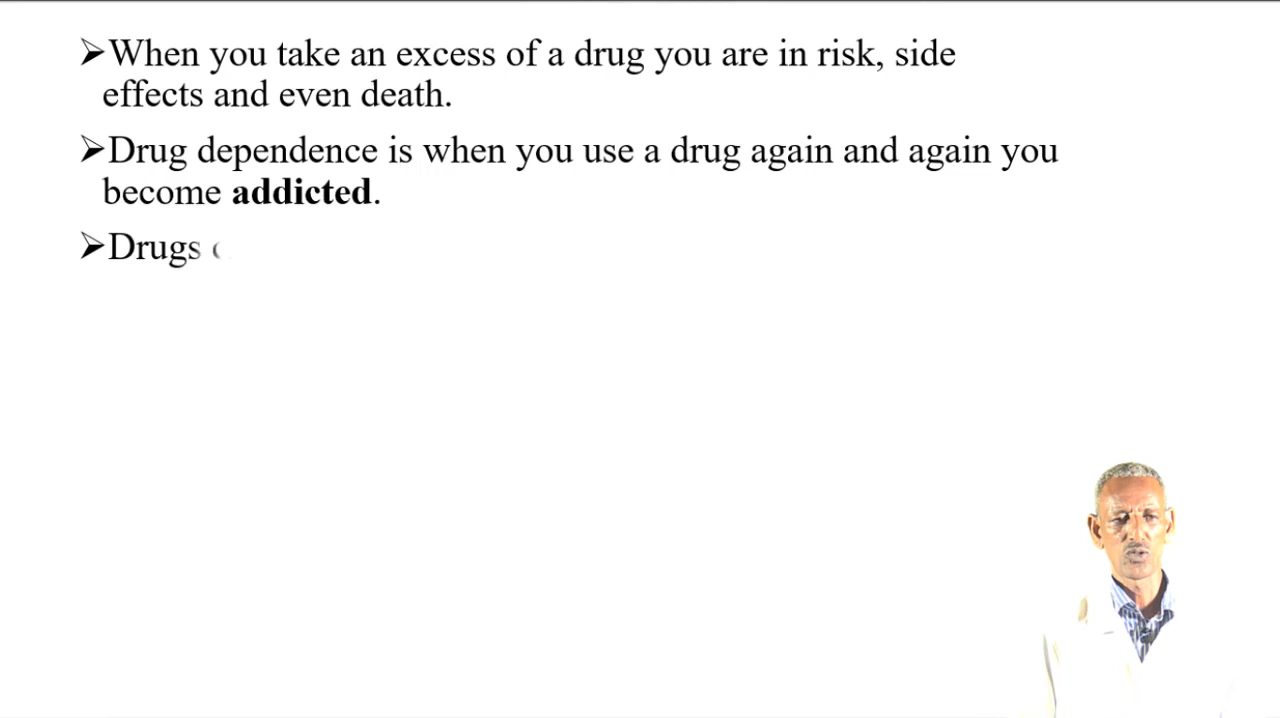 ➢When you take an excess of a drug you are in risk, side
effects and even death.
➢Drug dependence is when you use a drug again and again you
become addicted.
➢Drugs